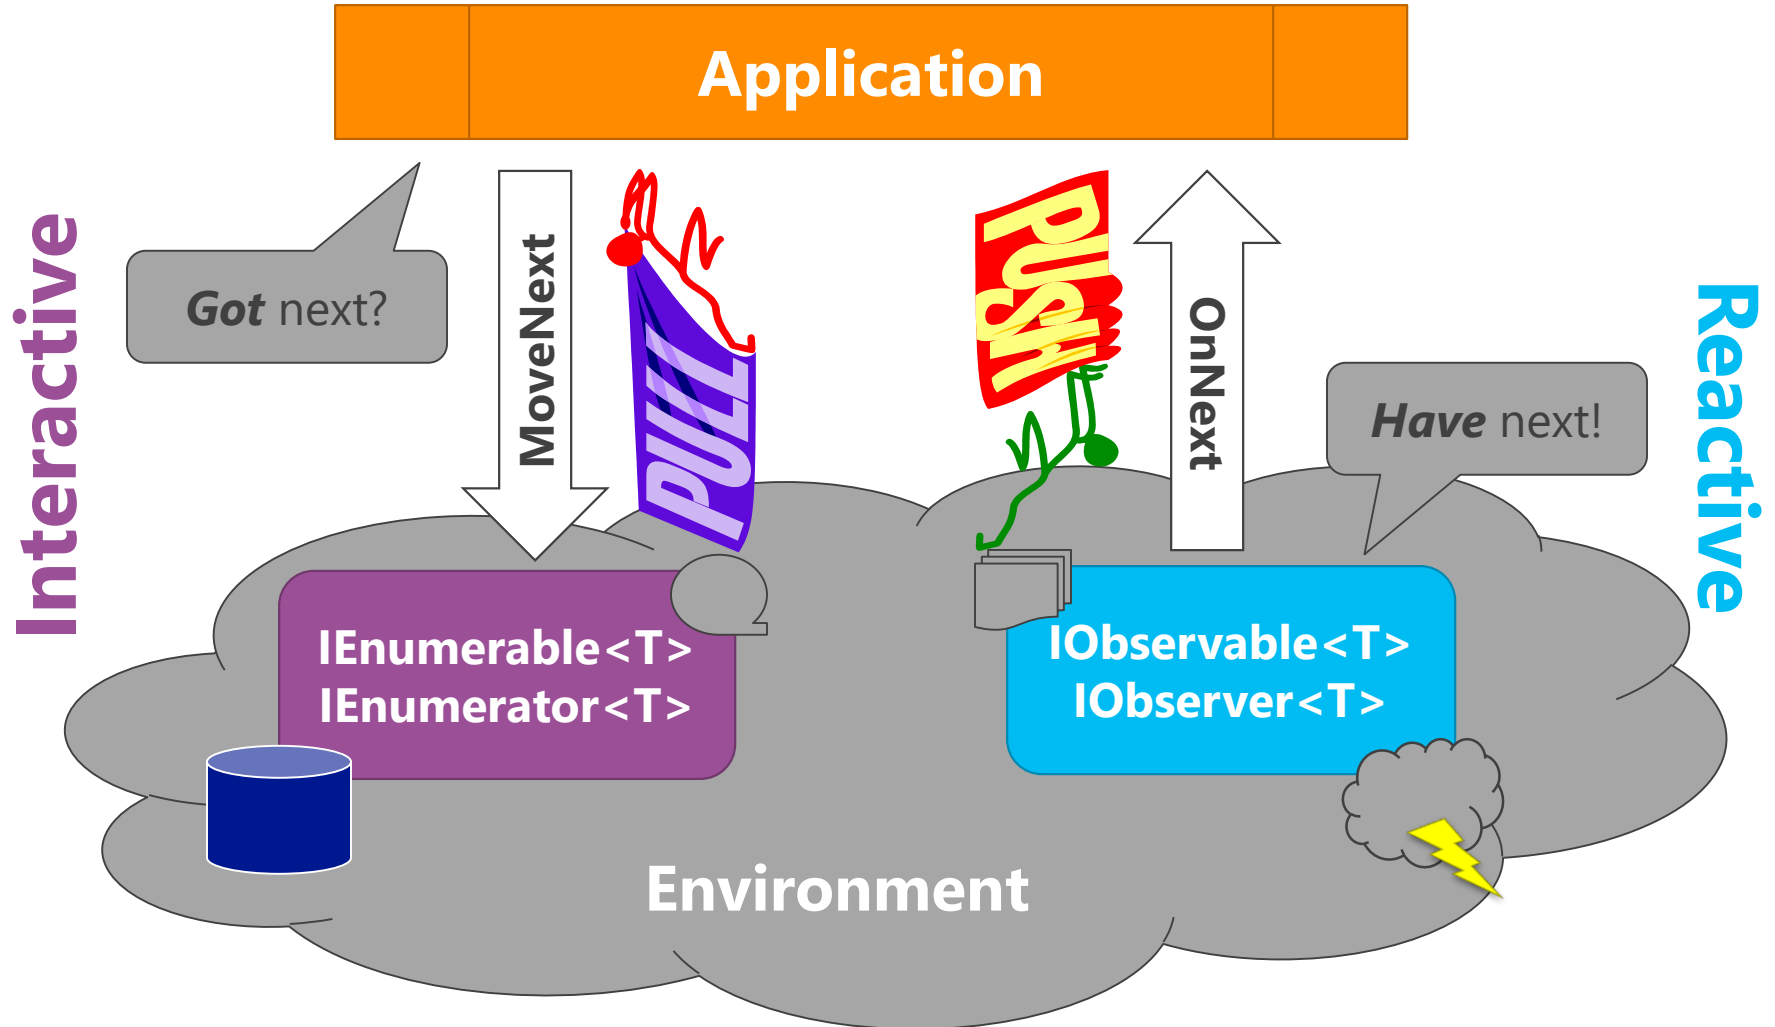 Application
Interactive
Got next?
MoveNext
PULL
PUSH
OnNext
Have next!
Reactive
IEnumerable<T>
IEnumerator<T>
IObservable<T>
IObserver<T>
Environment